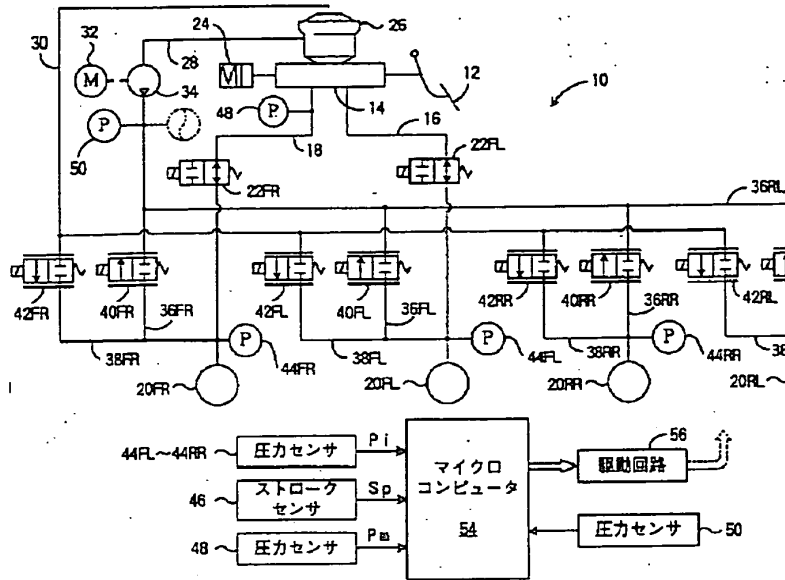 30
32
M
28
34
24
26
12
10
P
50
48
P
14
16
18
22FL
22FR
36RL
42FR
40FR
36FR
42FL
40FL
36FL
42RR
40RR
36RR
42RL
38FR
P
44FR
38FL
P
44FL
38RR
P
44RR
38
20FR
20FL
20RR
20RL
44FL～44RR
圧力センサ
Pi
46
ストローク
センサ
Sp
48
圧力センサ
Pm
マイクロ
コンピュータ
54
56
駆動回路
圧力センサ
50